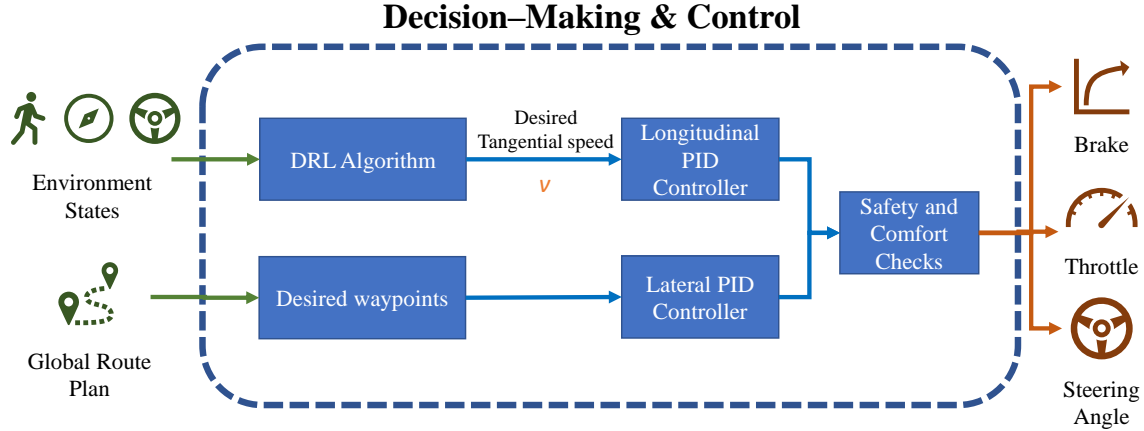 Decision–Making & Control
Environment
States
Global Route
Plan
DRL Algorithm
Desired
Tangential speed
v
Longitudinal
PID
Controller
Desired waypoints
Lateral PID
Controller
Safety and
Comfort
Checks
Brake
Throttle
Steering
Angle